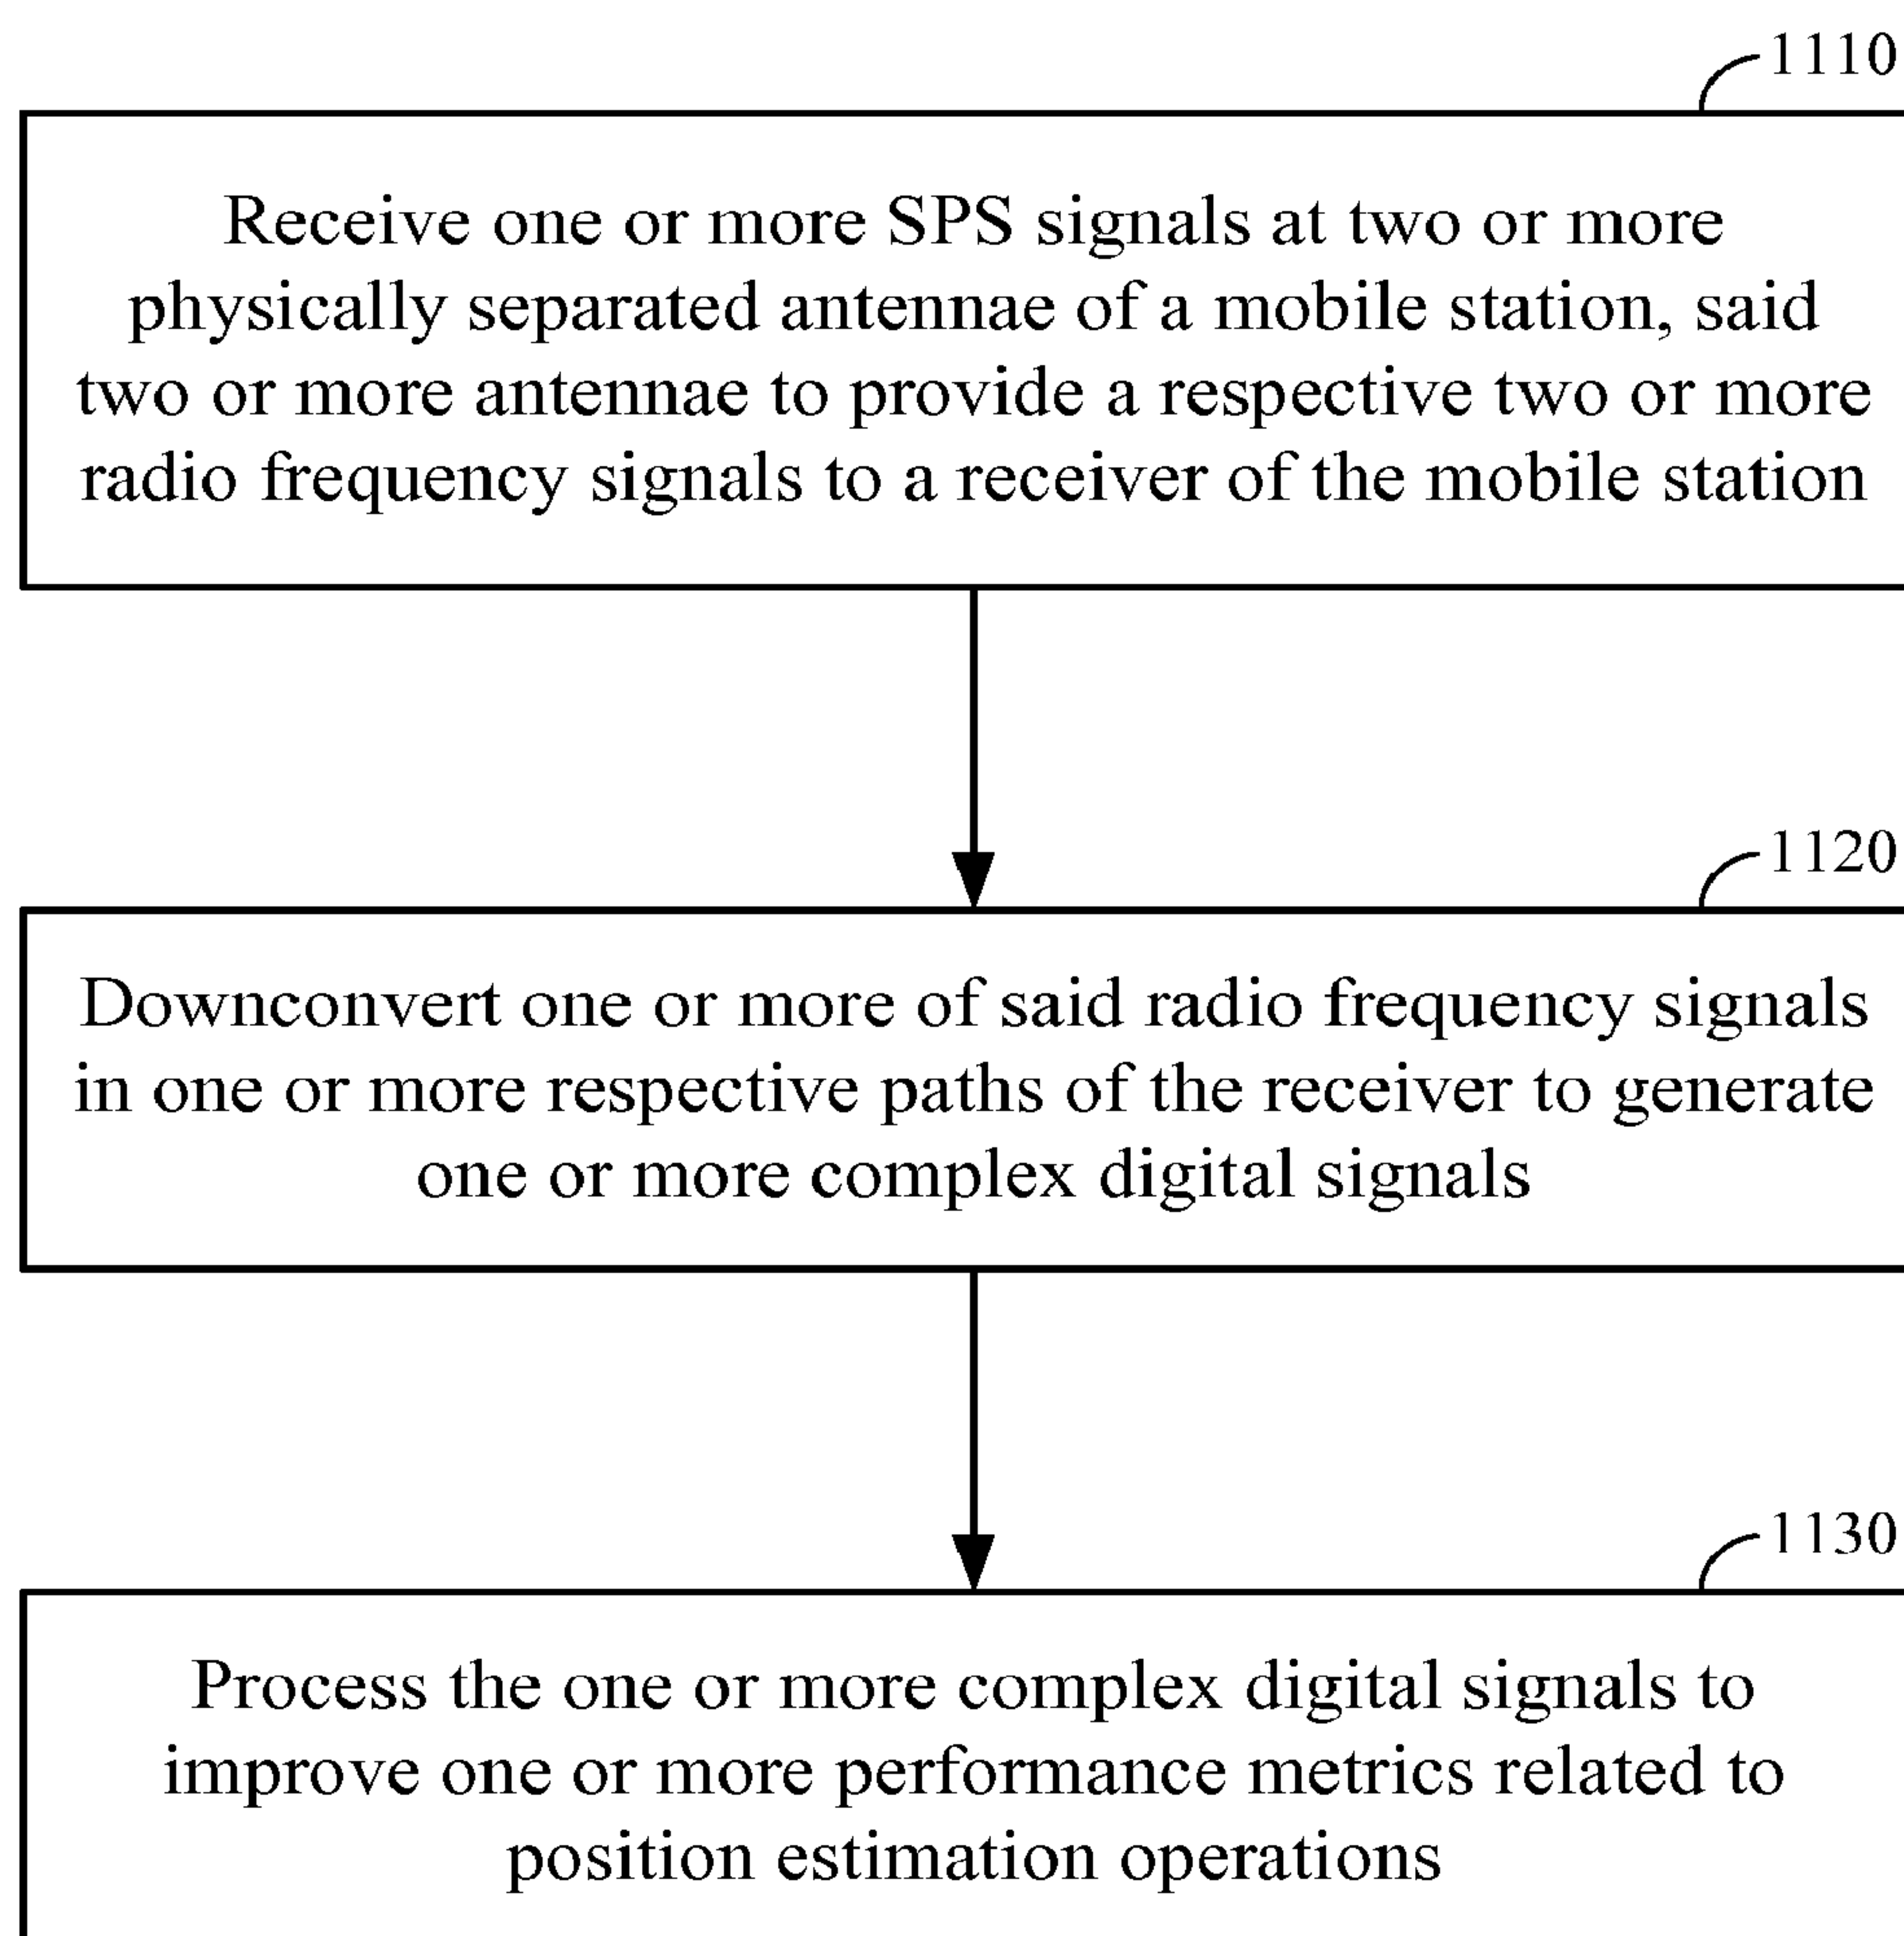 1110
Receive one or more SPS signals at two or more
physically separated antennae of a mobile station, said
two or more antennae to provide a respective two or more
radio frequency signals to a receiver of the mobile station
1120
Downconvert one or more of said radio frequency signals
in one or more respective paths of the receiver to generate
one or more complex digital signals
1130
Process the one or more complex digital signals to
improve one or more performance metrics related to
position estimation operations